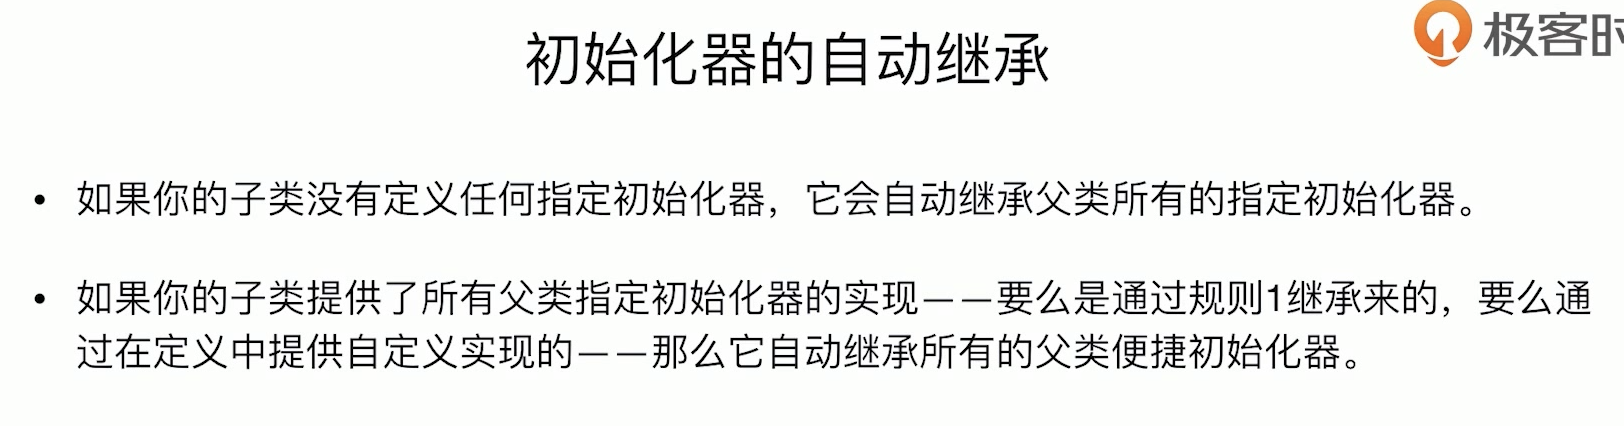 极客时
初始化器的自动继承
• 如果你的子类没有定义任何指定初始化器，它会自动继承父类所有的指定初始化器。
• 如果你的子类提供了所有父类指定初始化器的实现——要么是通过规则1继承来的，要么通
过在定义中提供自定义实现的——那么它自动继承所有的父类便捷初始化器。